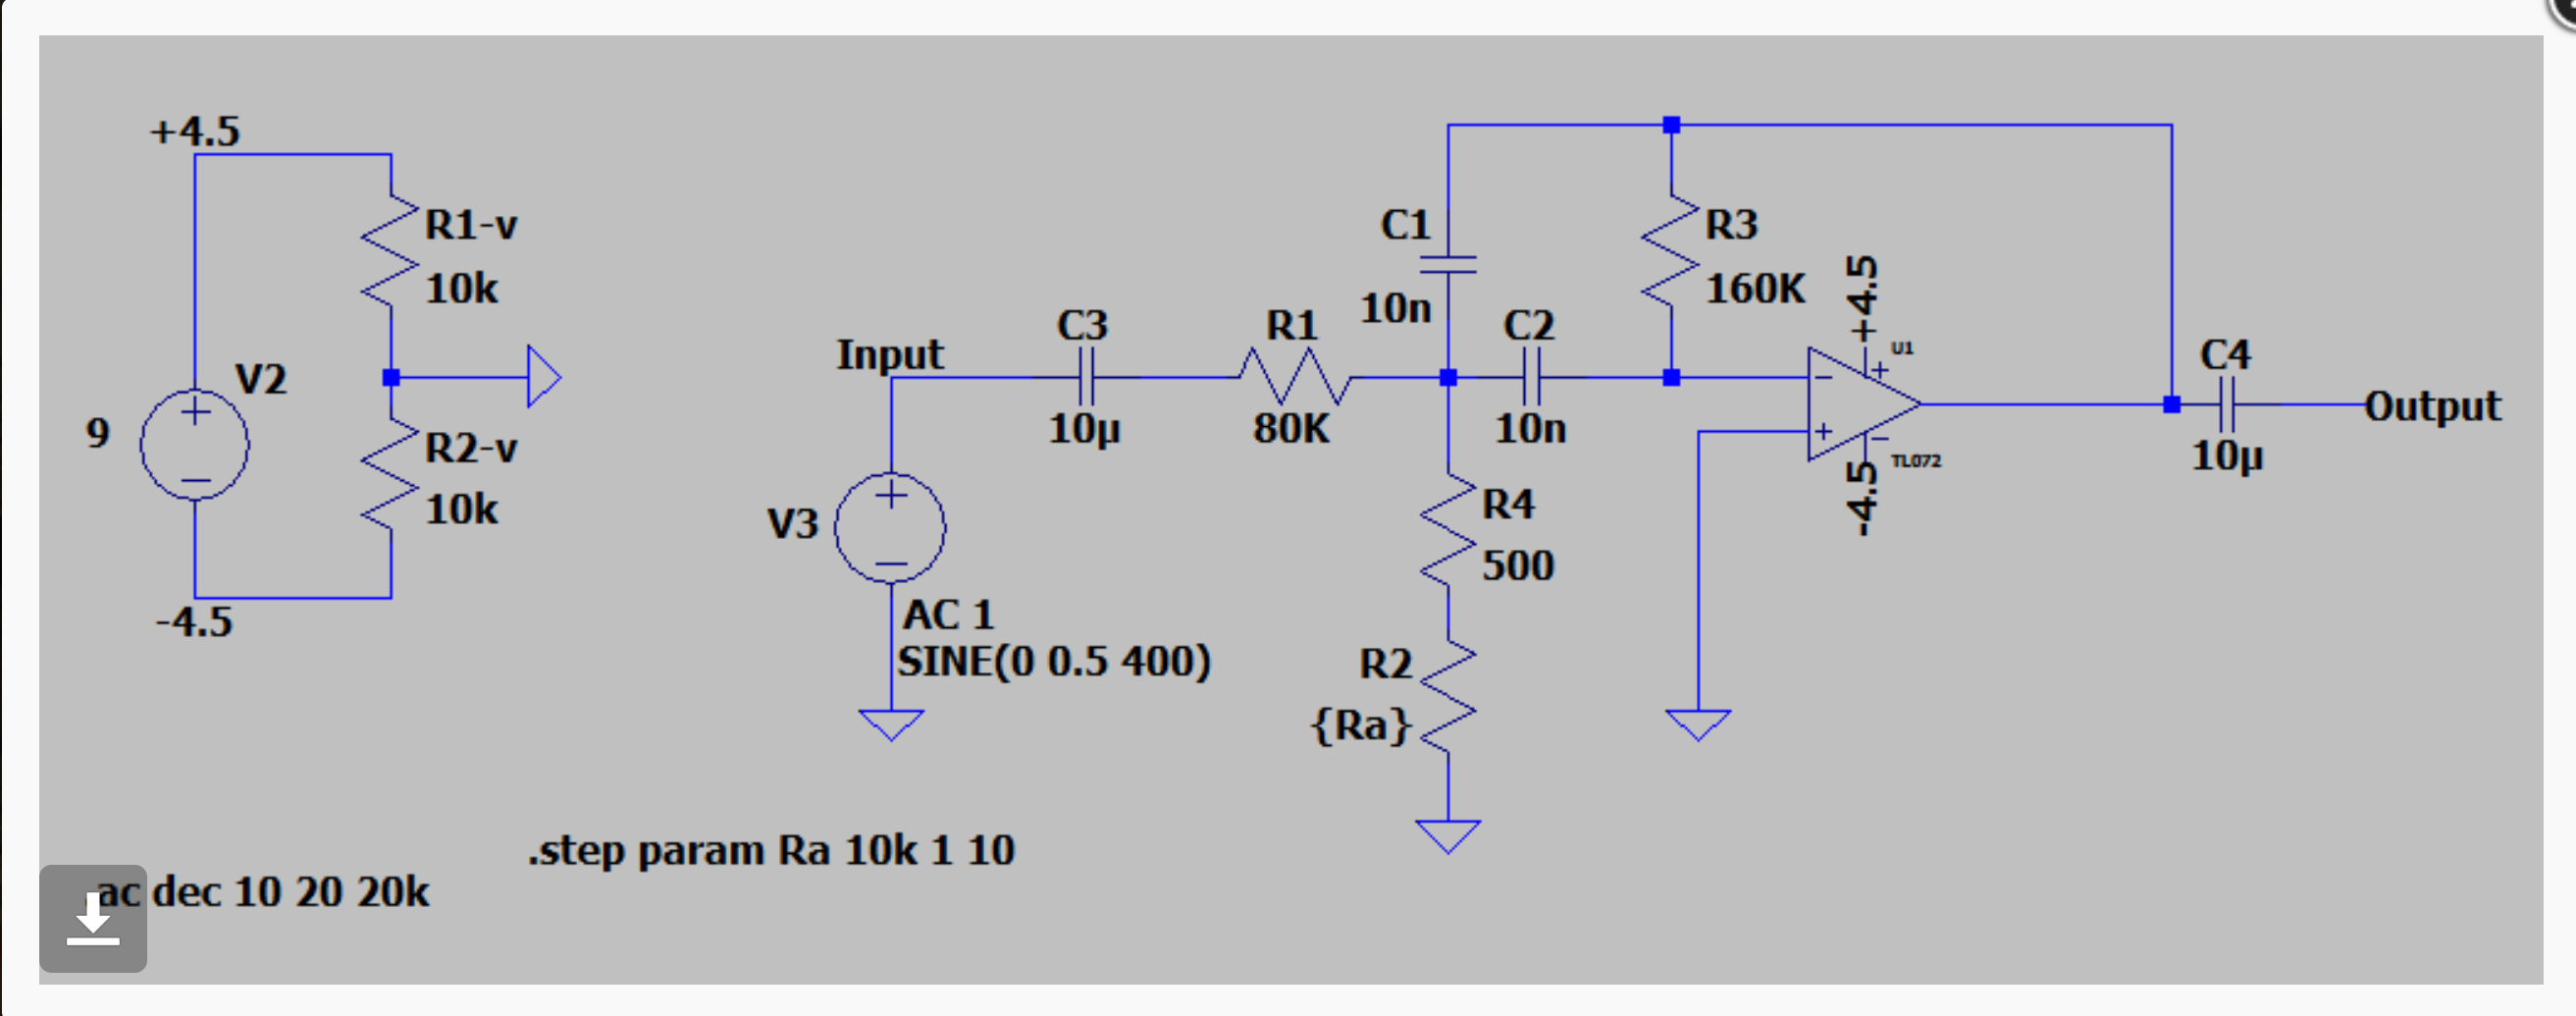 +4.5
R1-v
10k
V2
9
R2-v
10k
-4.5
Input
C3
10µ
R1
80K
C1
10n
C2
10n
R3
160K
+4.5
U1
TL072
-4.5
C4
10µ
Output
V3
AC 1
SINE(0 0.5 400)
R4
500
R2
{Ra}
.step param Ra 10k 1 10
ac dec 10 20 20k